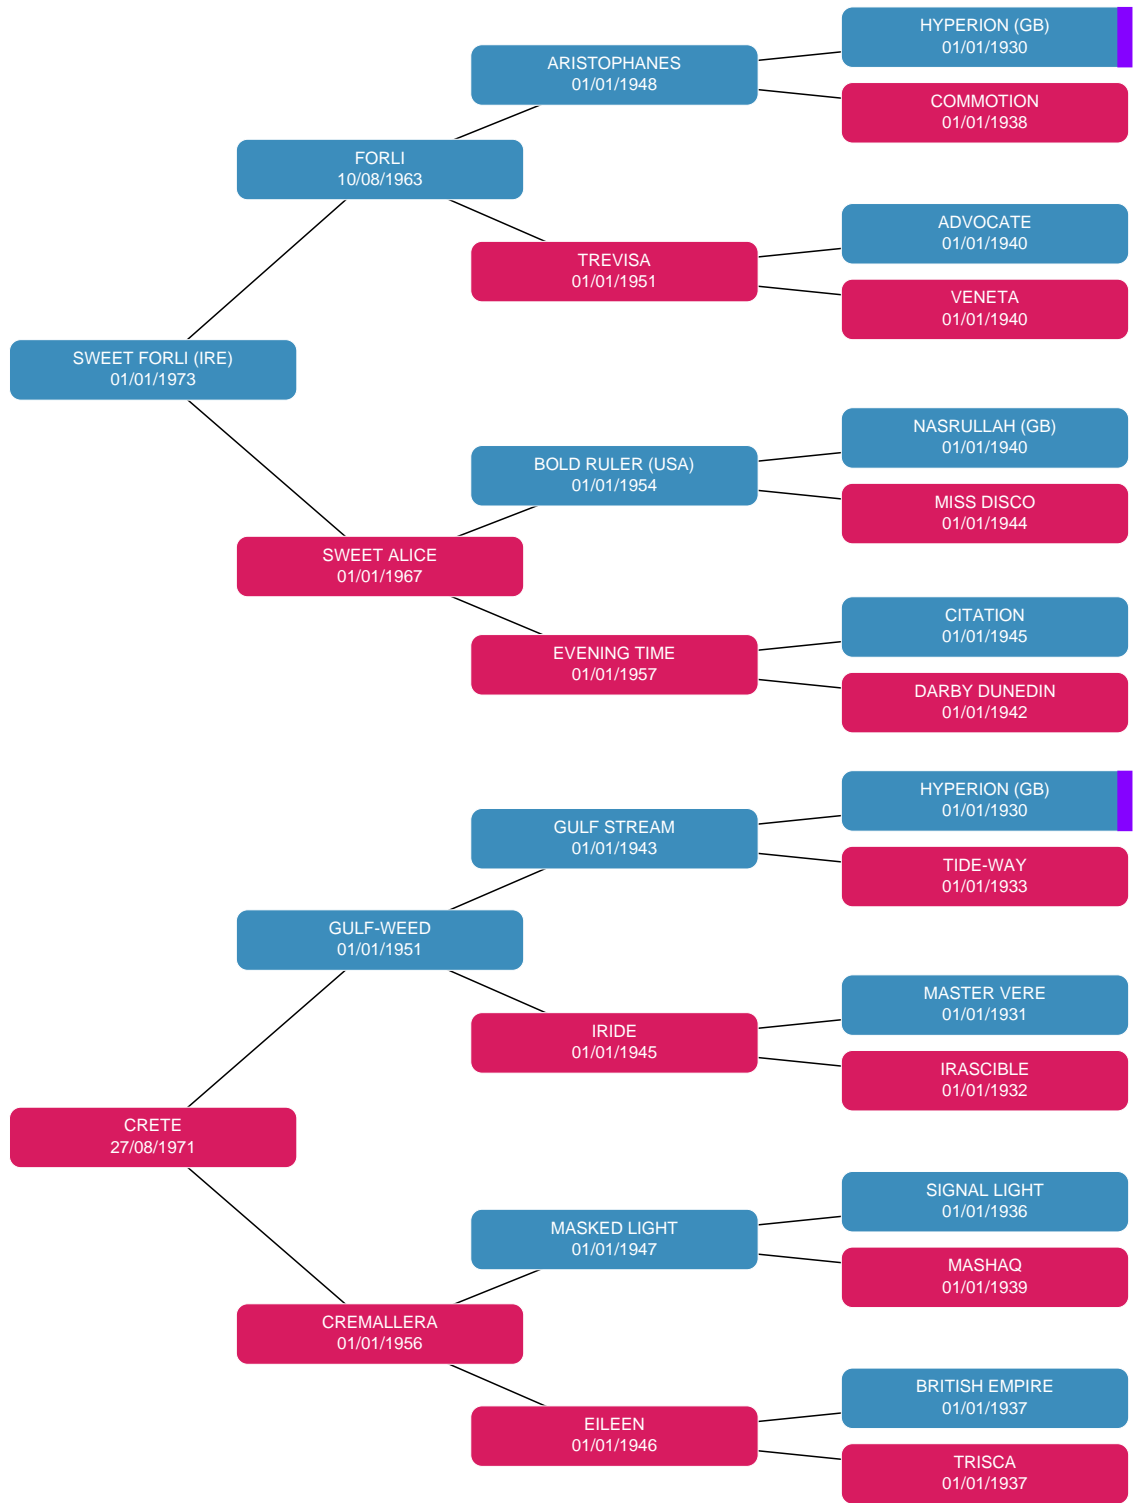 HYPERION (GB)
01/01/1930
ARISTOPHANES
01/01/1948
COMMOTION
01/01/1938
FORLI
10/08/1963
ADVOCATE
01/01/1940
TREVISA
01/01/1951
VENETA
01/01/1940
SWEET FORLI (IRE)
01/01/1973
NASRULLAH (GB)
01/01/1940
BOLD RULER (USA)
01/01/1954
MISS DISCO
01/01/1944
SWEET ALICE
01/01/1967
CITATION
01/01/1945
EVENING TIME
01/01/1957
DARBY DUNEDIN
01/01/1942
HYPERION (GB)
01/01/1930
GULF STREAM
01/01/1943
TIDE-WAY
01/01/1933
GULF-WEED
01/01/1951
MASTER VERE
01/01/1931
IRIDE
01/01/1945
IRASCIBLE
01/01/1932
CRETE
27/08/1971
SIGNAL LIGHT
01/01/1936
MASKED LIGHT
01/01/1947
MASHAQ
01/01/1939
CREMALLERA
01/01/1956
BRITISH EMPIRE
01/01/1937
EILEEN
01/01/1946
TRISCA
01/01/1937